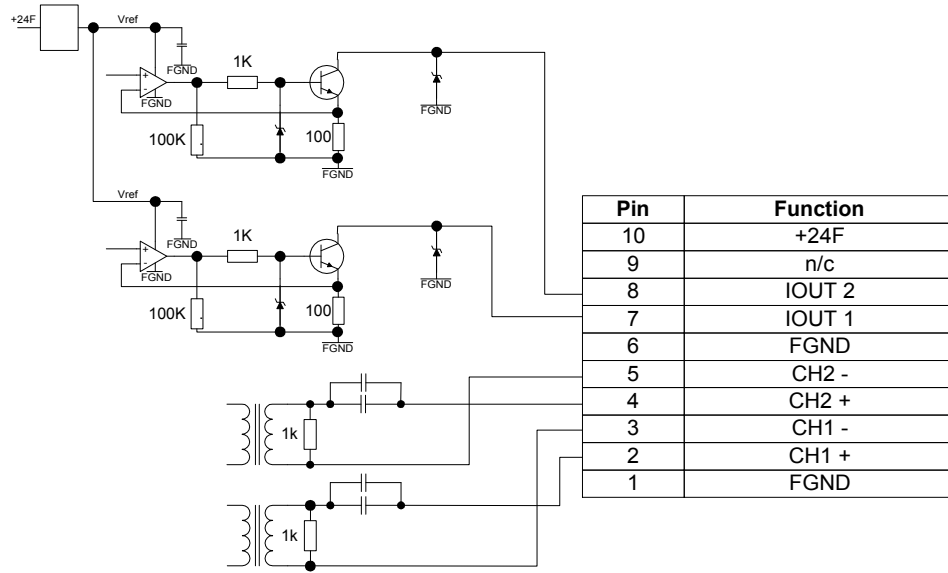 +24F
Vref
FGND
1K
FGND
FGND
100K
100
FGND
Vref
FGND
1K
FGND
FGND
100K
100
FGND
1k
1k
Pin Function
10 +24F
9 n/c
8 IOUT 2
7 IOUT 1
6 FGND
5 CH2 -
4 CH2 +
3 CH1 -
2 CH1 +
1 FGND